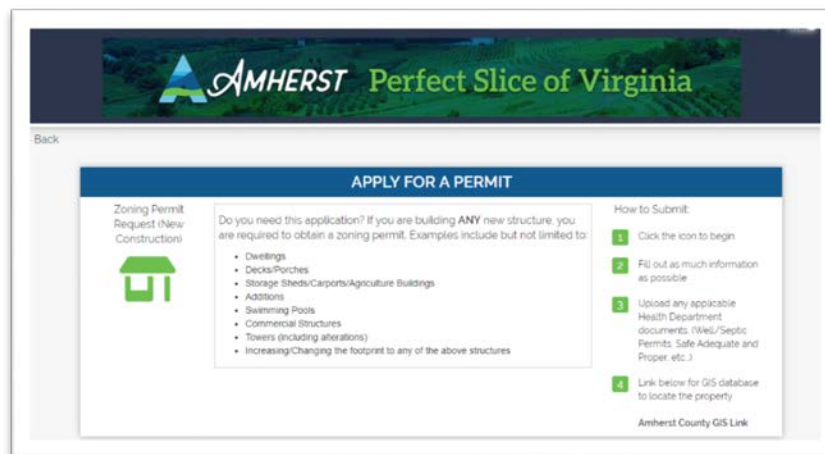 AMHERST Perfect Slice of Virginia
Back
APPLY FOR A PERMIT
Zoning Permit
Request (New
Construction)
Do you need this application? If you are building ANY new structure, you
are required to obtain a zoning permit. Examples include but not limited to:
• Dwellings
• Decks/Porches
• Storage Sheds/Carports/Agriculture Buildings
• Additions
• Swimming Pools
• Commercial Structures
• Towers (including alterations)
• Increasing/Changing the footprint to any of the above structures
How to Submit:
1 Click the icon to begin
2 Fill out as much information
as possible
3 Upload any applicable
Health Department
documents. (Well/Septic
Permits, Safe Adequate and
Proper, etc..)
4 Link below for GIS database
to locate the property
Amherst County GIS Link